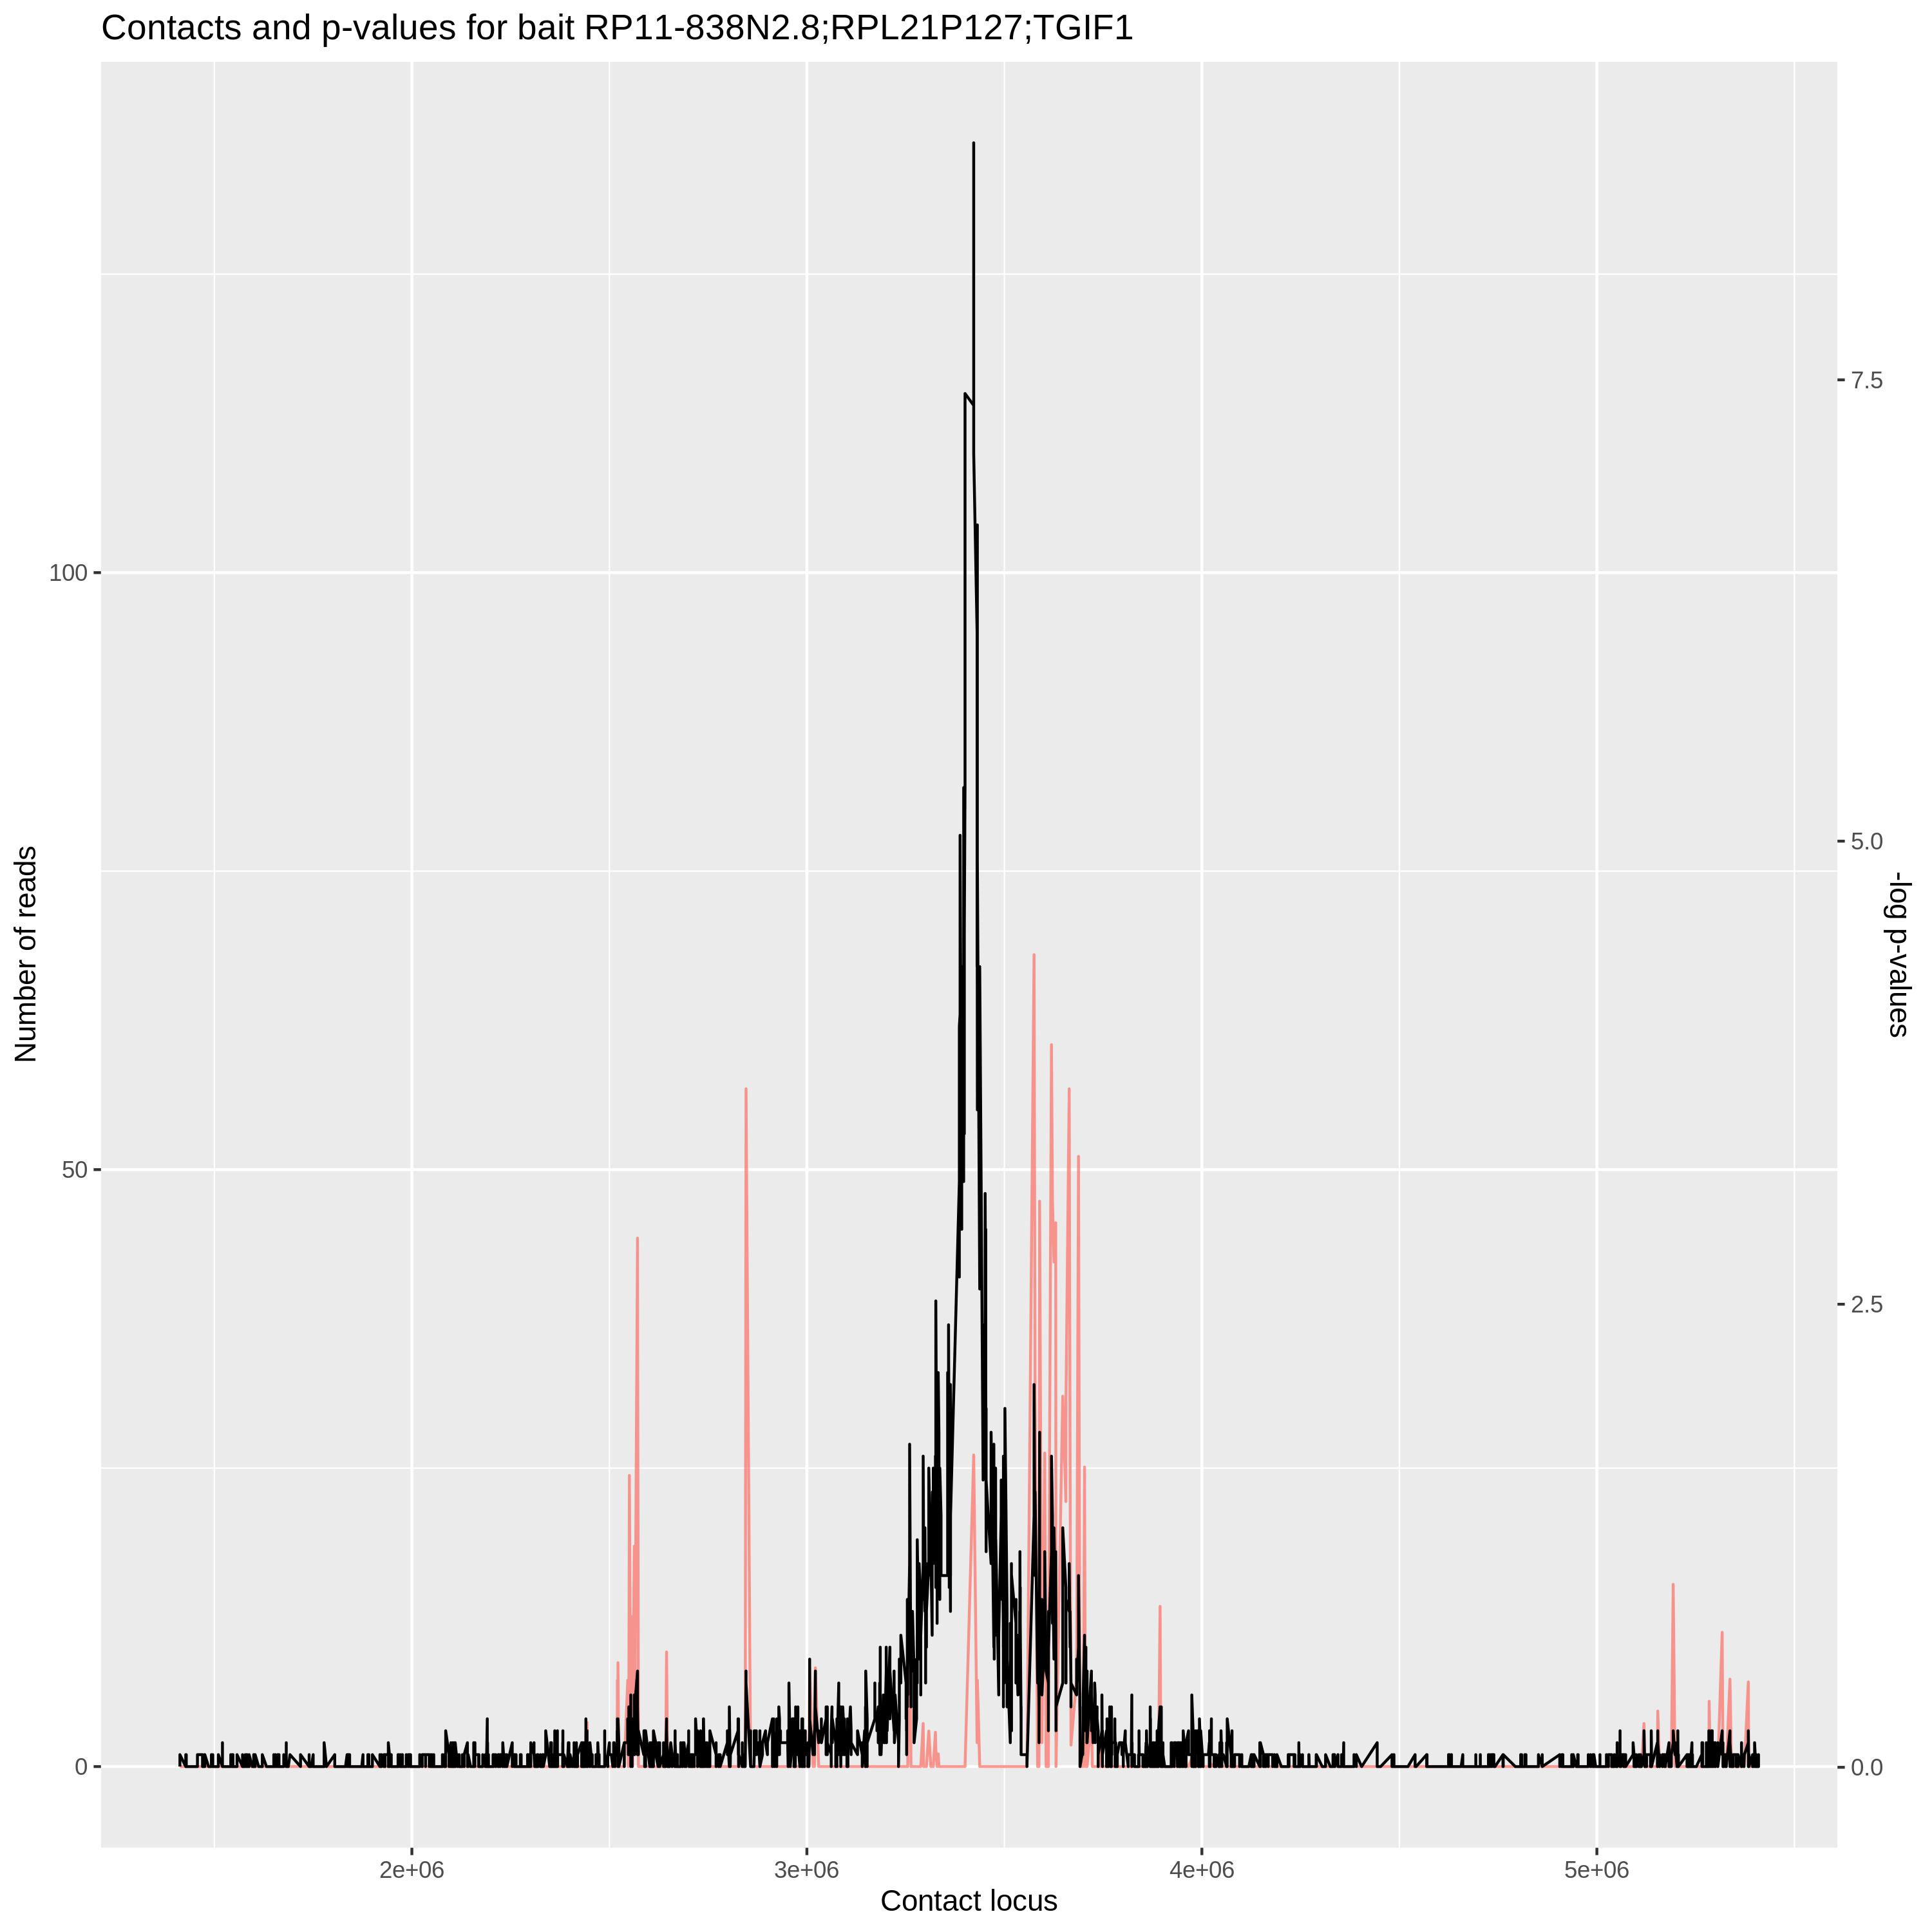 Contacts and p-values for bait RP11-838N2.8;RPL21P127;TGIF1
Number of reads
100
50
0
7.5
5.0
2.5
0.0
-log p-values
2e+06 3e+06 4e+06 5e+06
Contact locus